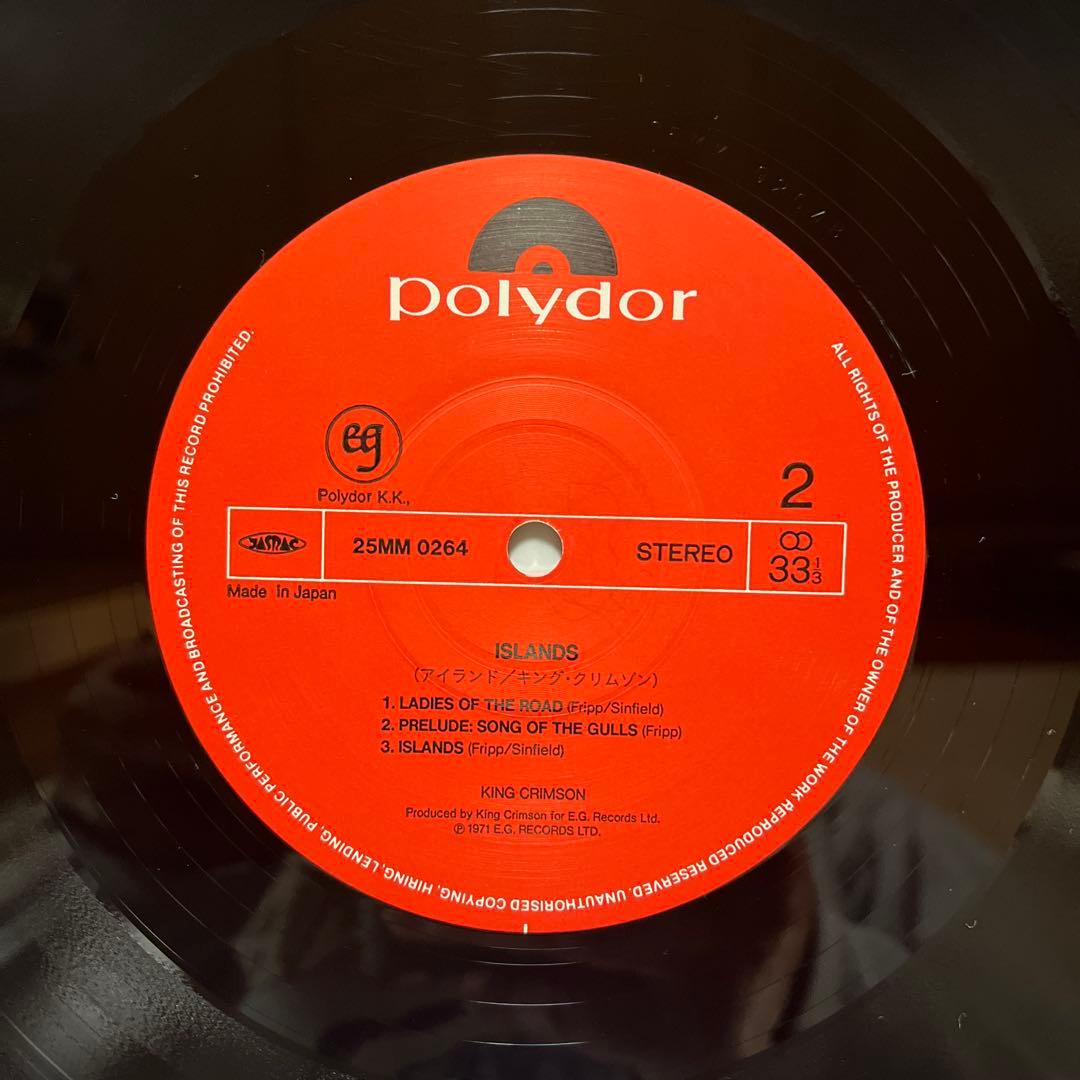 polydor
eg
Polydor K.K.,
2
JASRAC
25MM 0264
STEREO
33 1/3
Made in Japan
ISLANDS
(アイランド/キング・クリムゾン)
1. LADIES OF THE ROAD (Fripp/Sinfield)
2. PRELUDE: SONG OF THE GULLS (Fripp)
3. ISLANDS (Fripp/Sinfield)
KING CRIMSON
Produced by King Crimson for E.G. Records Ltd.
℗ 1971 E.G. RECORDS LTD.
ALL RIGHTS OF THE PRODUCER AND OF THE OWNER OF THE WORK REPRODUCED RESERVED. UNAUTHORISED COPYING, HIRING, LENDING, PUBLIC PERFORMANCE AND BROADCASTING OF THIS RECORD PROHIBITED.